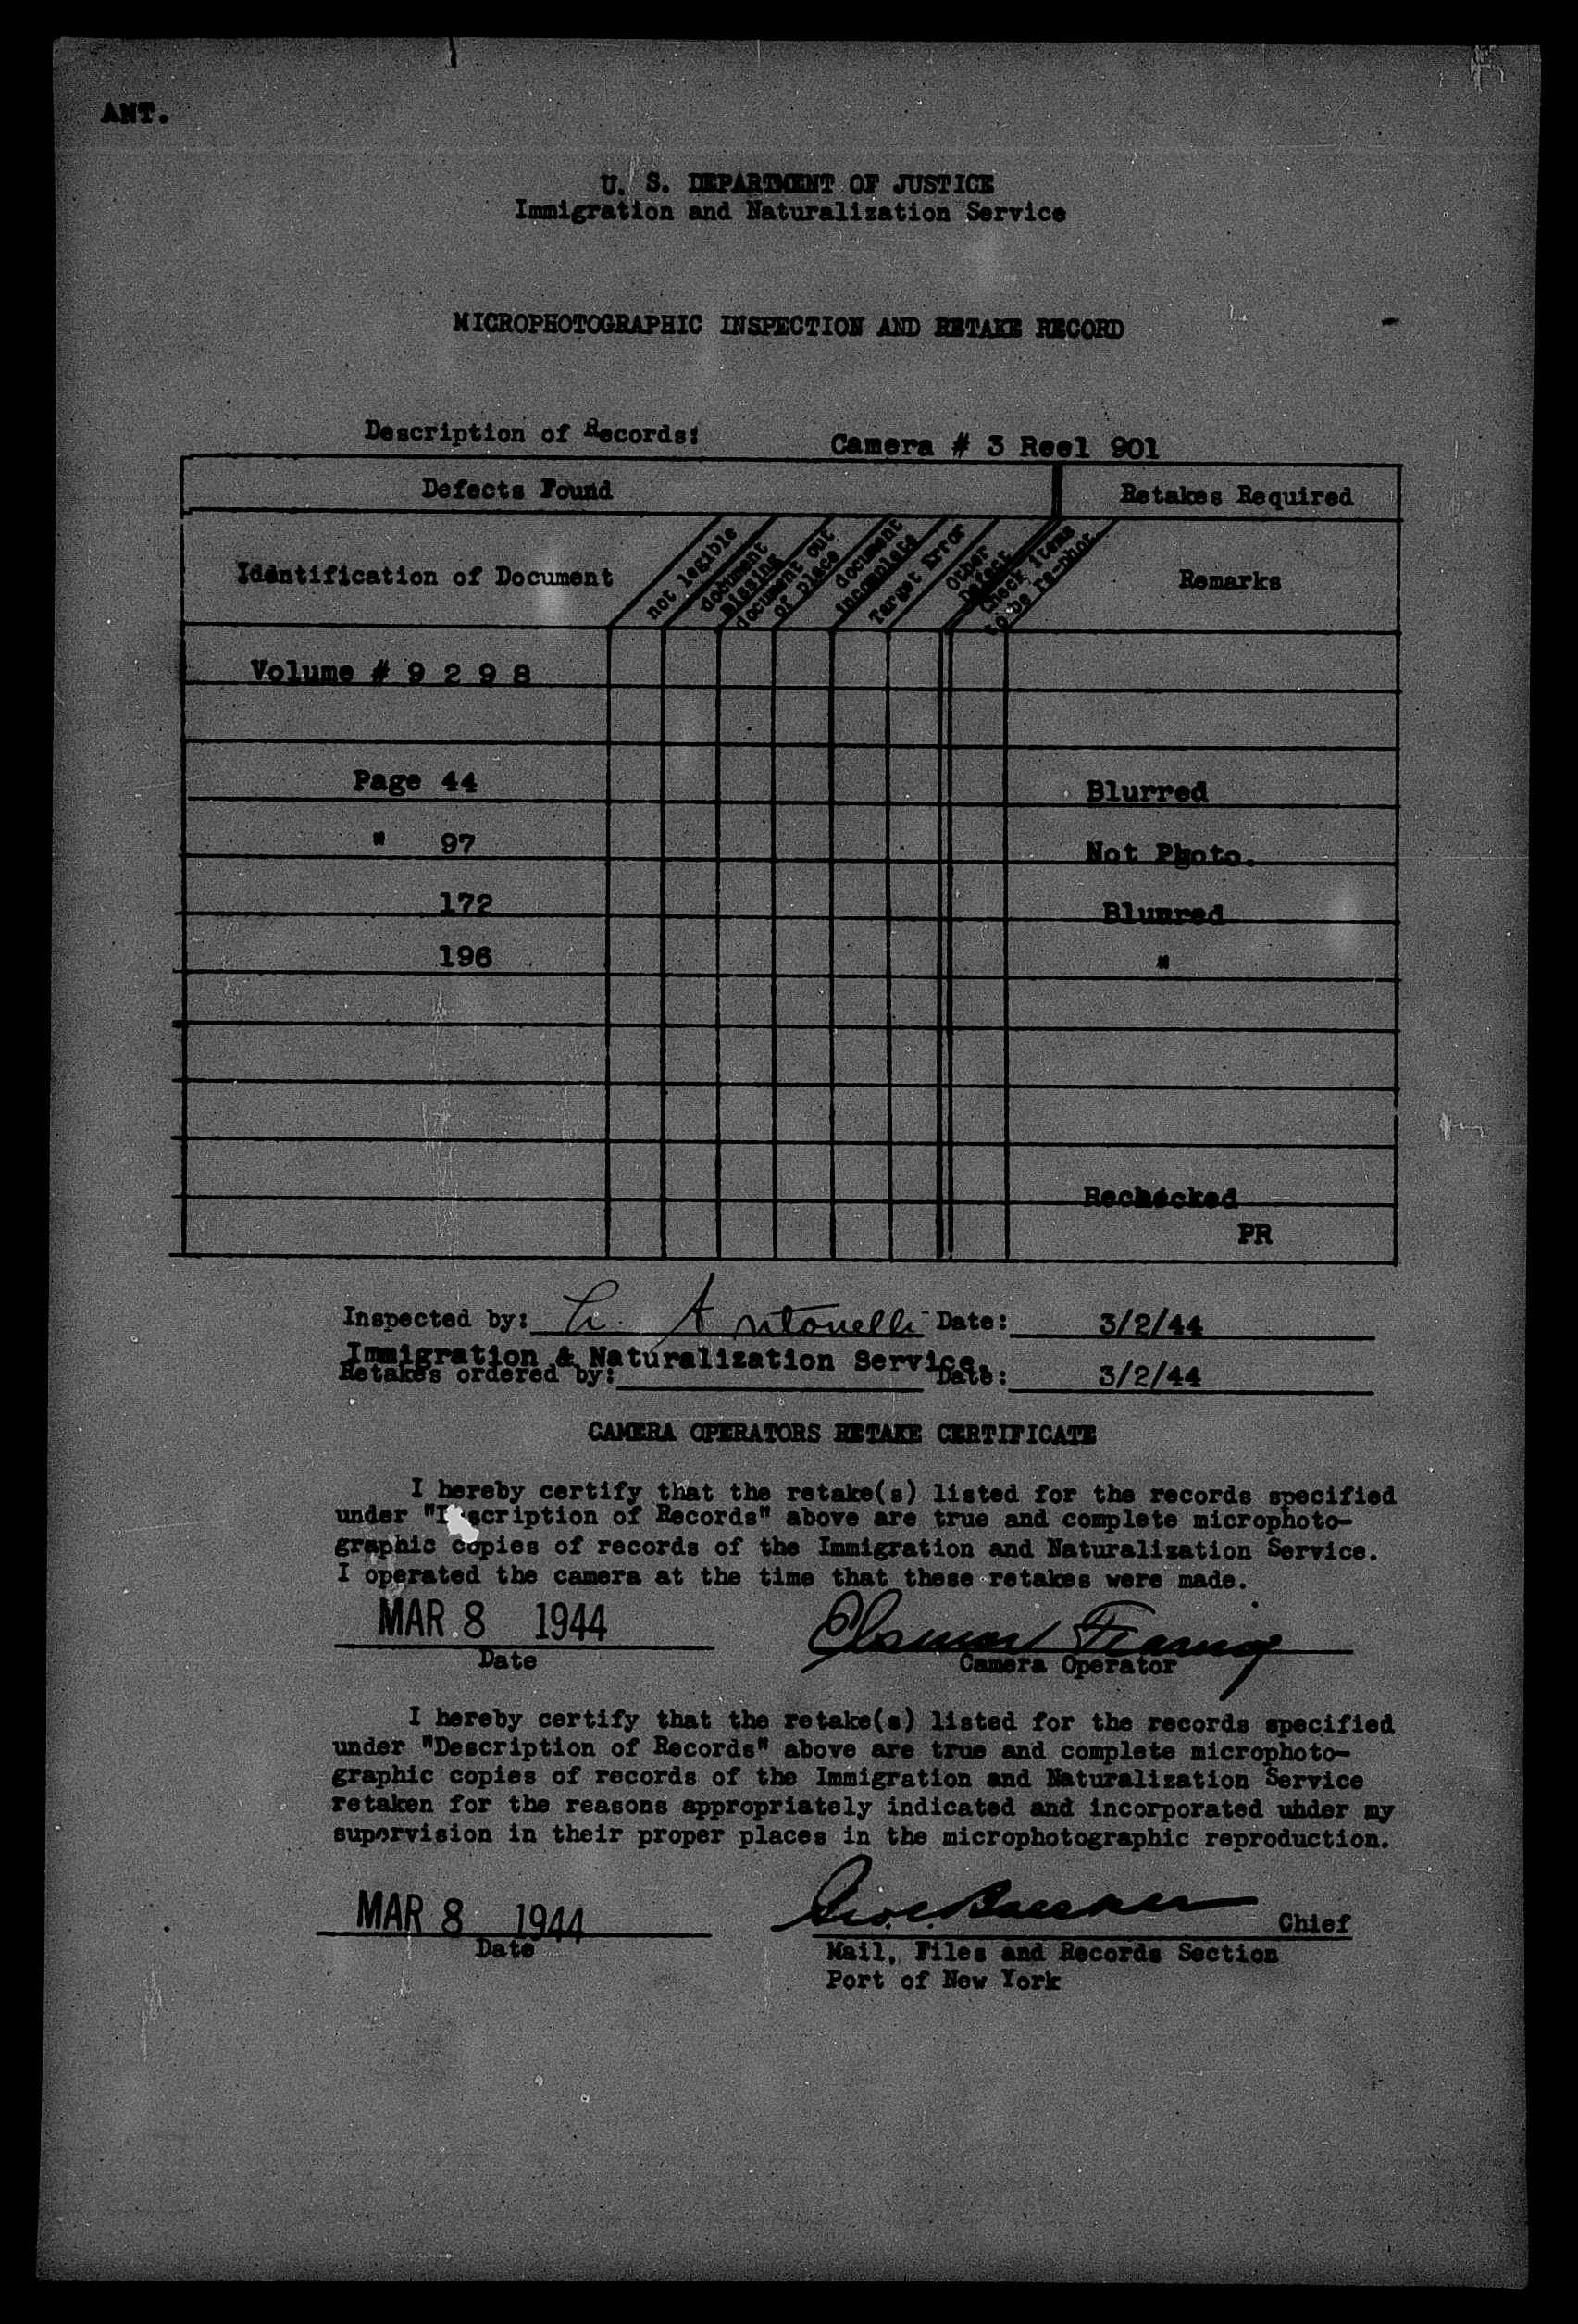 ANT.
U. S. DEPARTMENT OF JUSTICE
Immigration and Naturalization Service
MICROPHOTOGRAPHIC INSPECTION AND RETAKE RECORD
Description of Records: Camera # 3 Reel 901
Defects Found Retakes Required
Identification of Document
not legible
document missing
document out of place
document incomplete
Target Error
Other Defect
Check items to be re-phot.
Remarks
Volume # 9 2 9 8
Page 44 Blurred
" 97 Not Photo.
172 Blurred
196 "
Rechecked
PR
Inspected by: Antonelli Date: 3/2/44
Immigration & Naturalization Service.
Retakes ordered by: Date: 3/2/44
CAMERA OPERATORS RETAKE CERTIFICATE
I hereby certify that the retake(s) listed for the records specified
under "Description of Records" above are true and complete microphoto-
graphic copies of records of the Immigration and Naturalization Service.
I operated the camera at the time that these retakes were made.
MAR 8 1944
Date Camera Operator
I hereby certify that the retake(s) listed for the records specified
under "Description of Records" above are true and complete microphoto-
graphic copies of records of the Immigration and Naturalization Service
retaken for the reasons appropriately indicated and incorporated under my
supervision in their proper places in the microphotographic reproduction.
MAR 8 1944 Chief
Date Mail, Files and Records Section
Port of New York